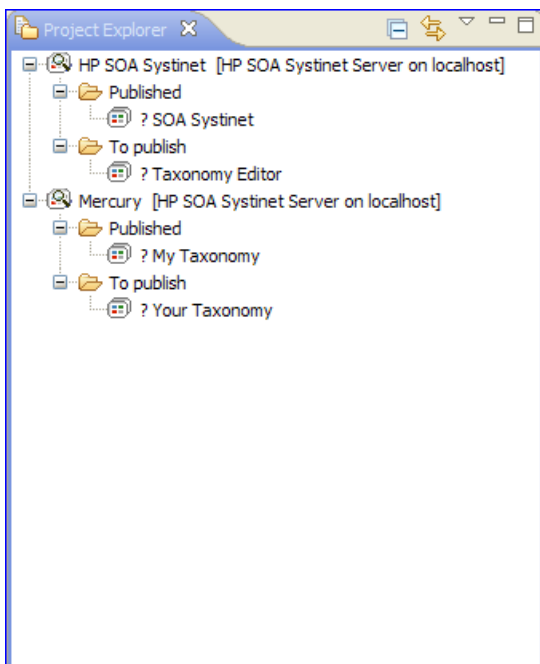 Project Explorer
HP SOA Systinet [HP SOA Systinet Server on localhost]
Published
? SOA Systinet
To publish
? Taxonomy Editor
Mercury [HP SOA Systinet Server on localhost]
Published
? My Taxonomy
To publish
? Your Taxonomy